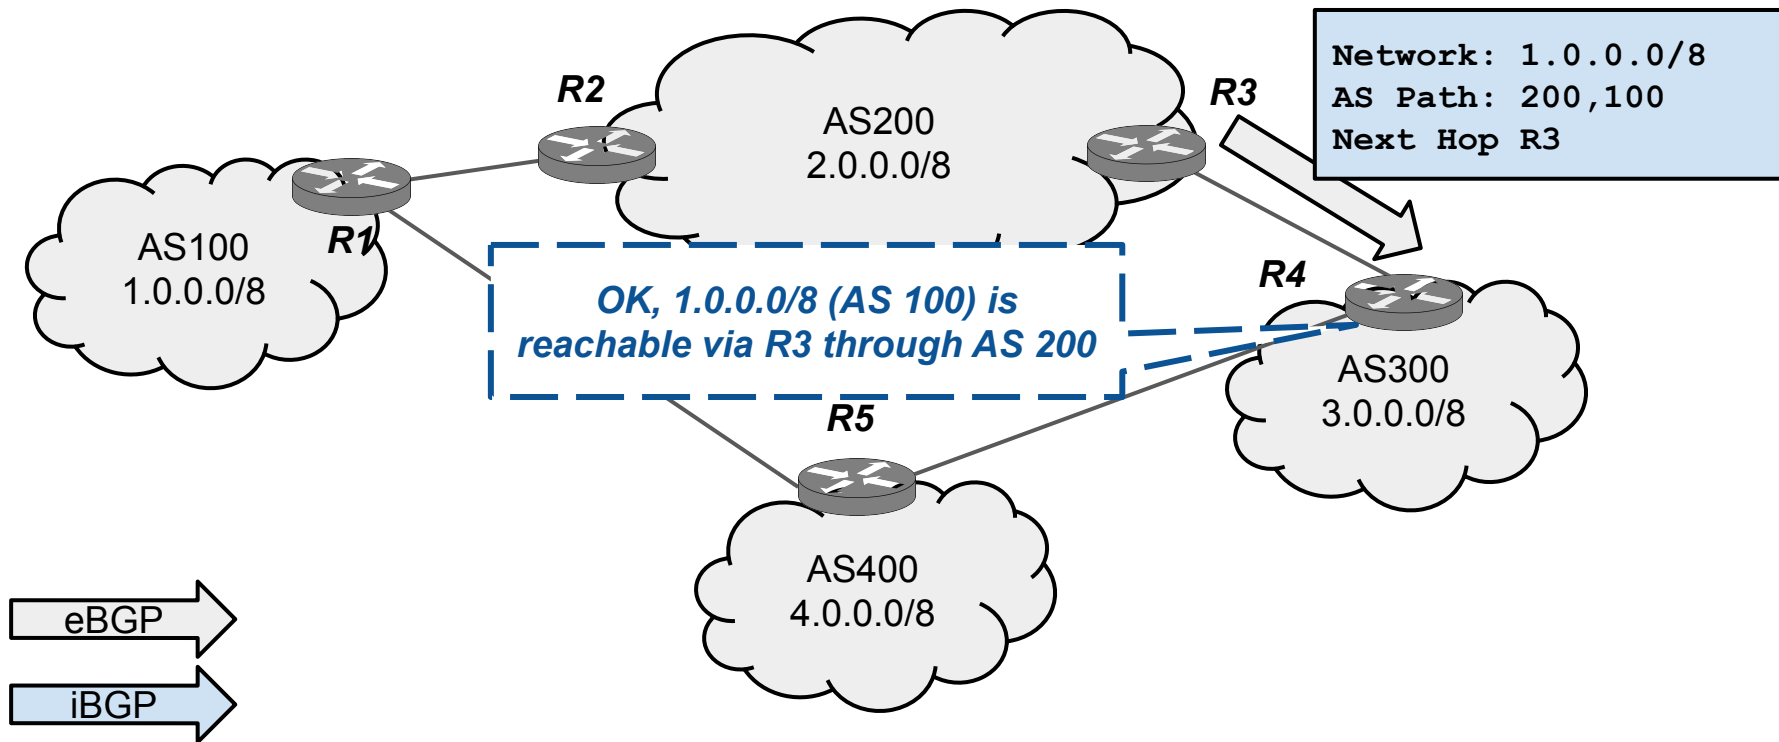 Network: 1.0.0.0/8
AS Path: 200,100
Next Hop R3
R2
AS200
2.0.0.0/8
R3
R1
AS100
1.0.0.0/8
OK, 1.0.0.0/8 (AS 100) is
reachable via R3 through AS 200
R4
AS300
3.0.0.0/8
R5
AS400
4.0.0.0/8
eBGP
iBGP